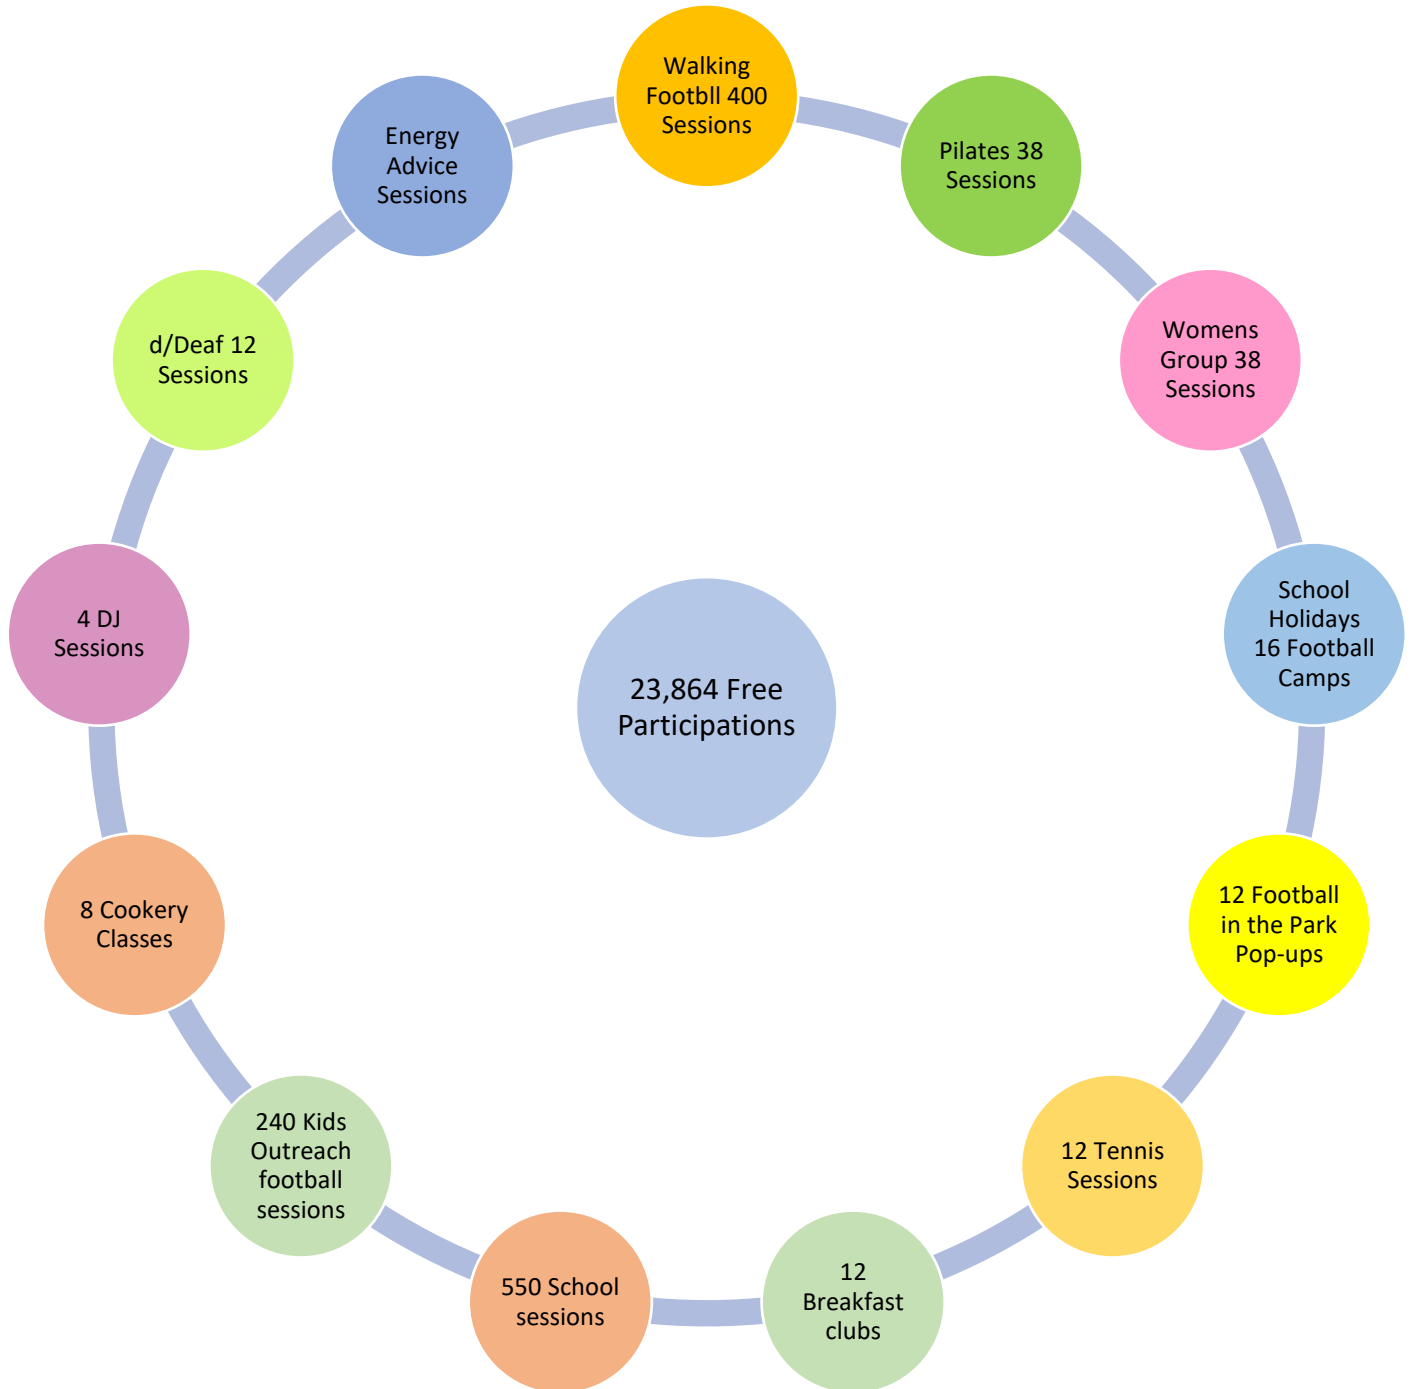 Walking
Footbll 400
Sessions
Pilates 38
Sessions
Womens
Group 38
Sessions
School
Holidays
16 Football
Camps
12 Football
in the Park
Pop-ups
12 Tennis
Sessions
12
Breakfast
clubs
550 School
sessions
240 Kids
Outreach
football
sessions
8 Cookery
Classes
4 DJ
Sessions
d/Deaf 12
Sessions
Energy
Advice
Sessions
23,864 Free
Participations